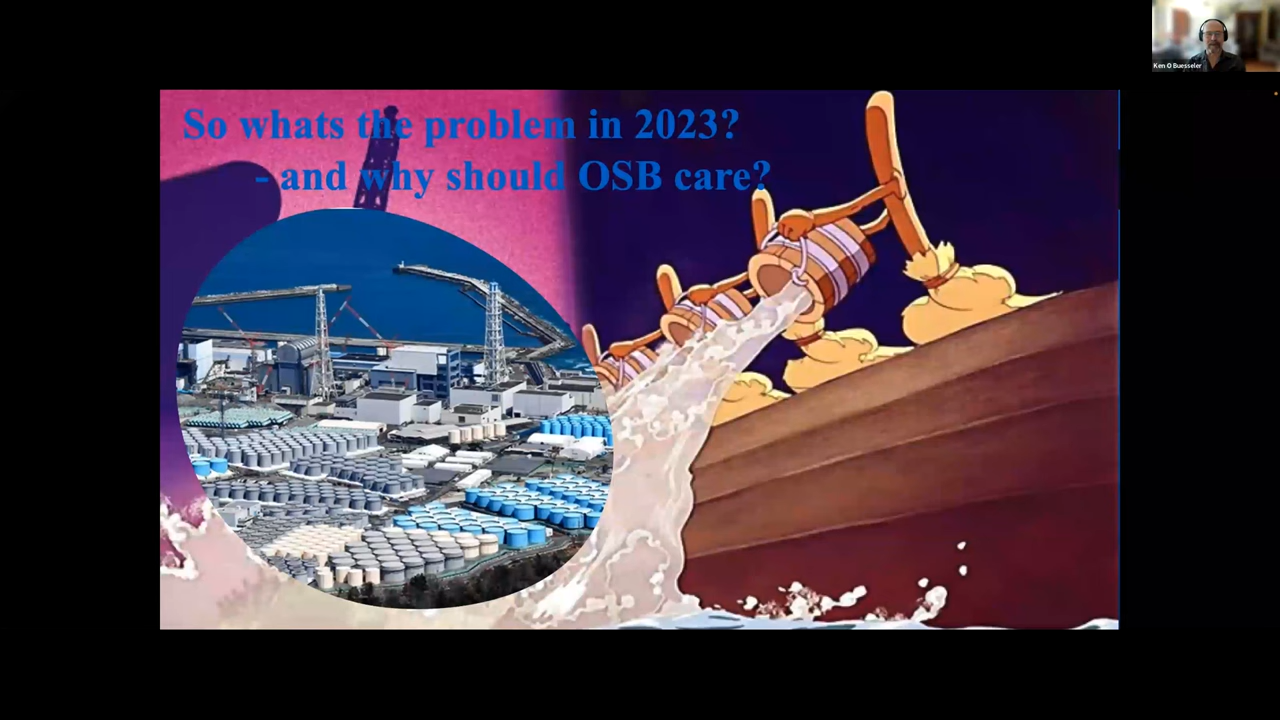 So whats the problem in 2023?
- and why should OSB care?
Ken O Buesseler